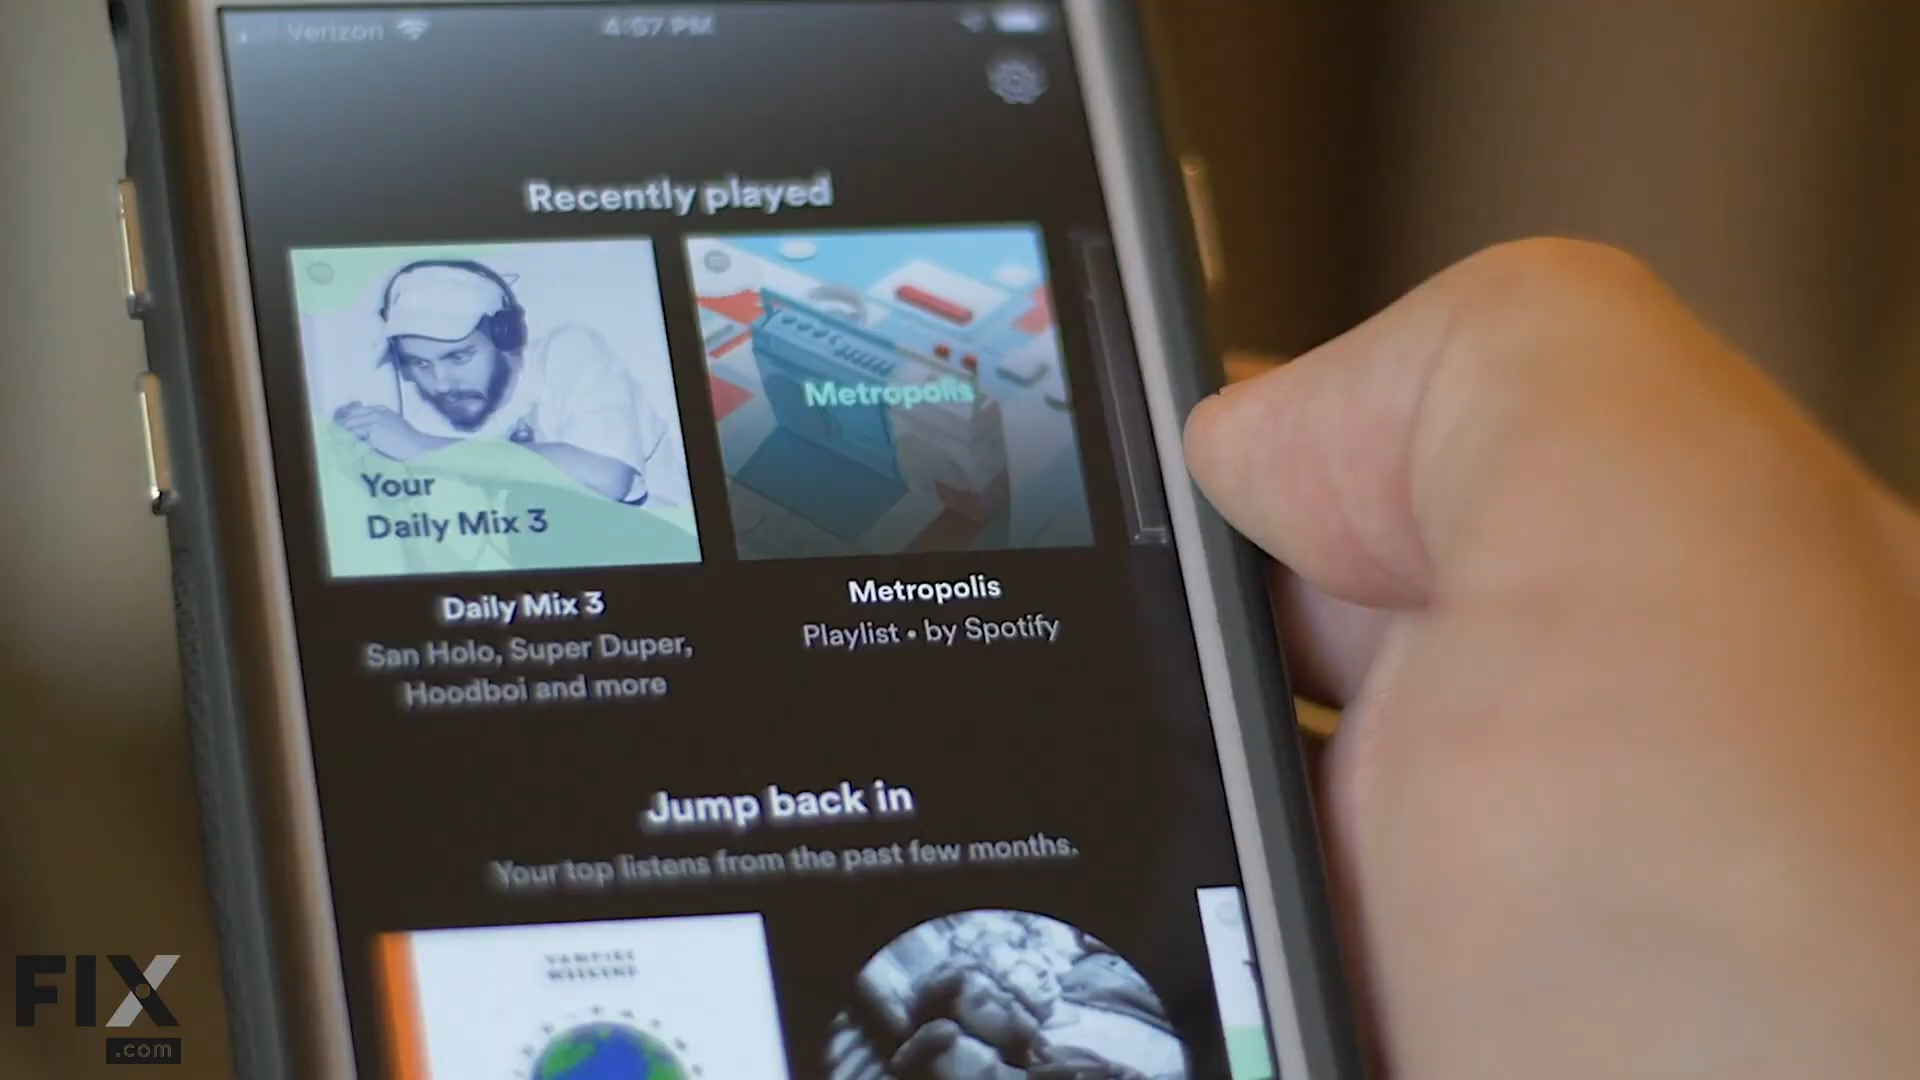 Verizon
4:57 PM
Recently played
Metropolis
Your
Daily Mix 3
Daily Mix 3
San Holo, Super Duper,
Hoodboi and more
Metropolis
Playlist • by Spotify
Jump back in
Your top listens from the past few months.
VAMPIRE
WEEKEND
FIX
.com